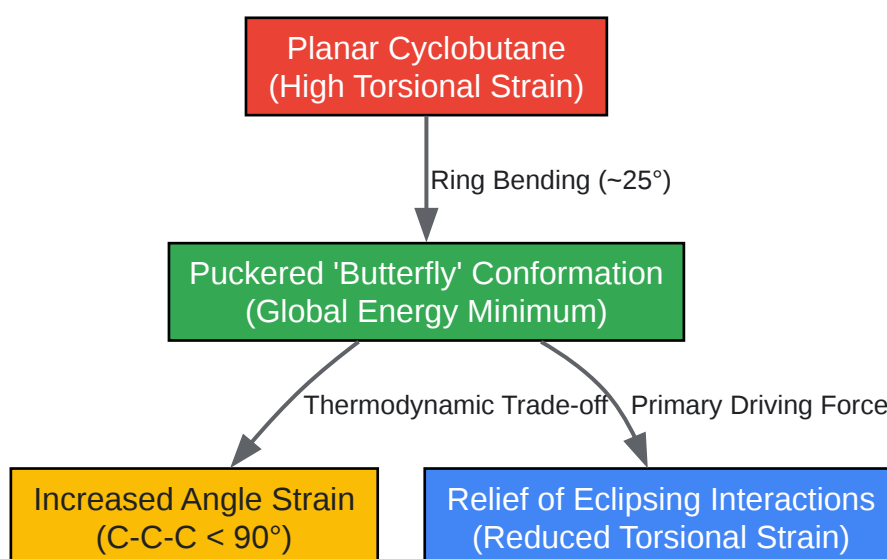 Planar Cyclobutane
(High Torsional Strain)
Ring Bending (~25°)
Puckered 'Butterfly' Conformation
(Global Energy Minimum)
Thermodynamic Trade-off
Primary Driving Force
Increased Angle Strain
(C-C-C < 90°)
Relief of Eclipsing Interactions
(Reduced Torsional Strain)